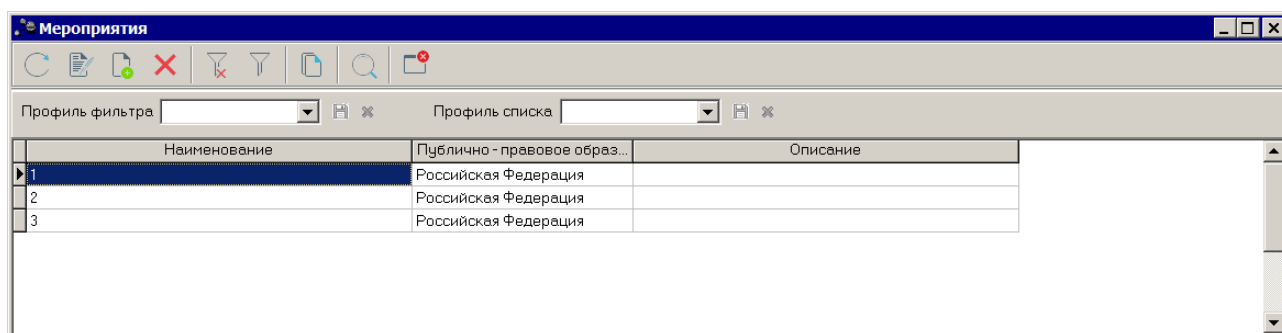 Мероприятия
Профиль фильтра Профиль списка
Наименование Публично - правовое образ... Описание
1 Российская Федерация
2 Российская Федерация
3 Российская Федерация